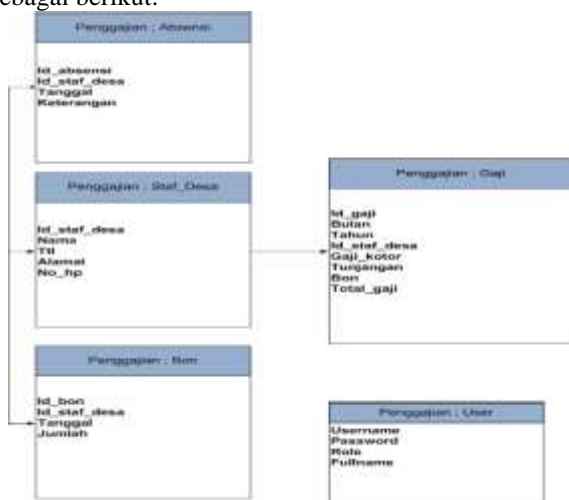 sebagai berikut:
Penggajian : Absensi
Id_absensi
Id_staf_desa
Tanggal
Keterangan
Penggajian : Staf_Desa
Id_staf_desa
Nama
Ttl
Alamat
No_hp
Penggajian : Gaji
Id_gaji
Bulan
Tahun
Id_staf_desa
Gaji_kotor
Tunjangan
Bon
Total_gaji
Penggajian : Bon
Id_bon
Id_staf_desa
Tanggal
Jumlah
Penggajian : User
Username
Password
Role
Fullname